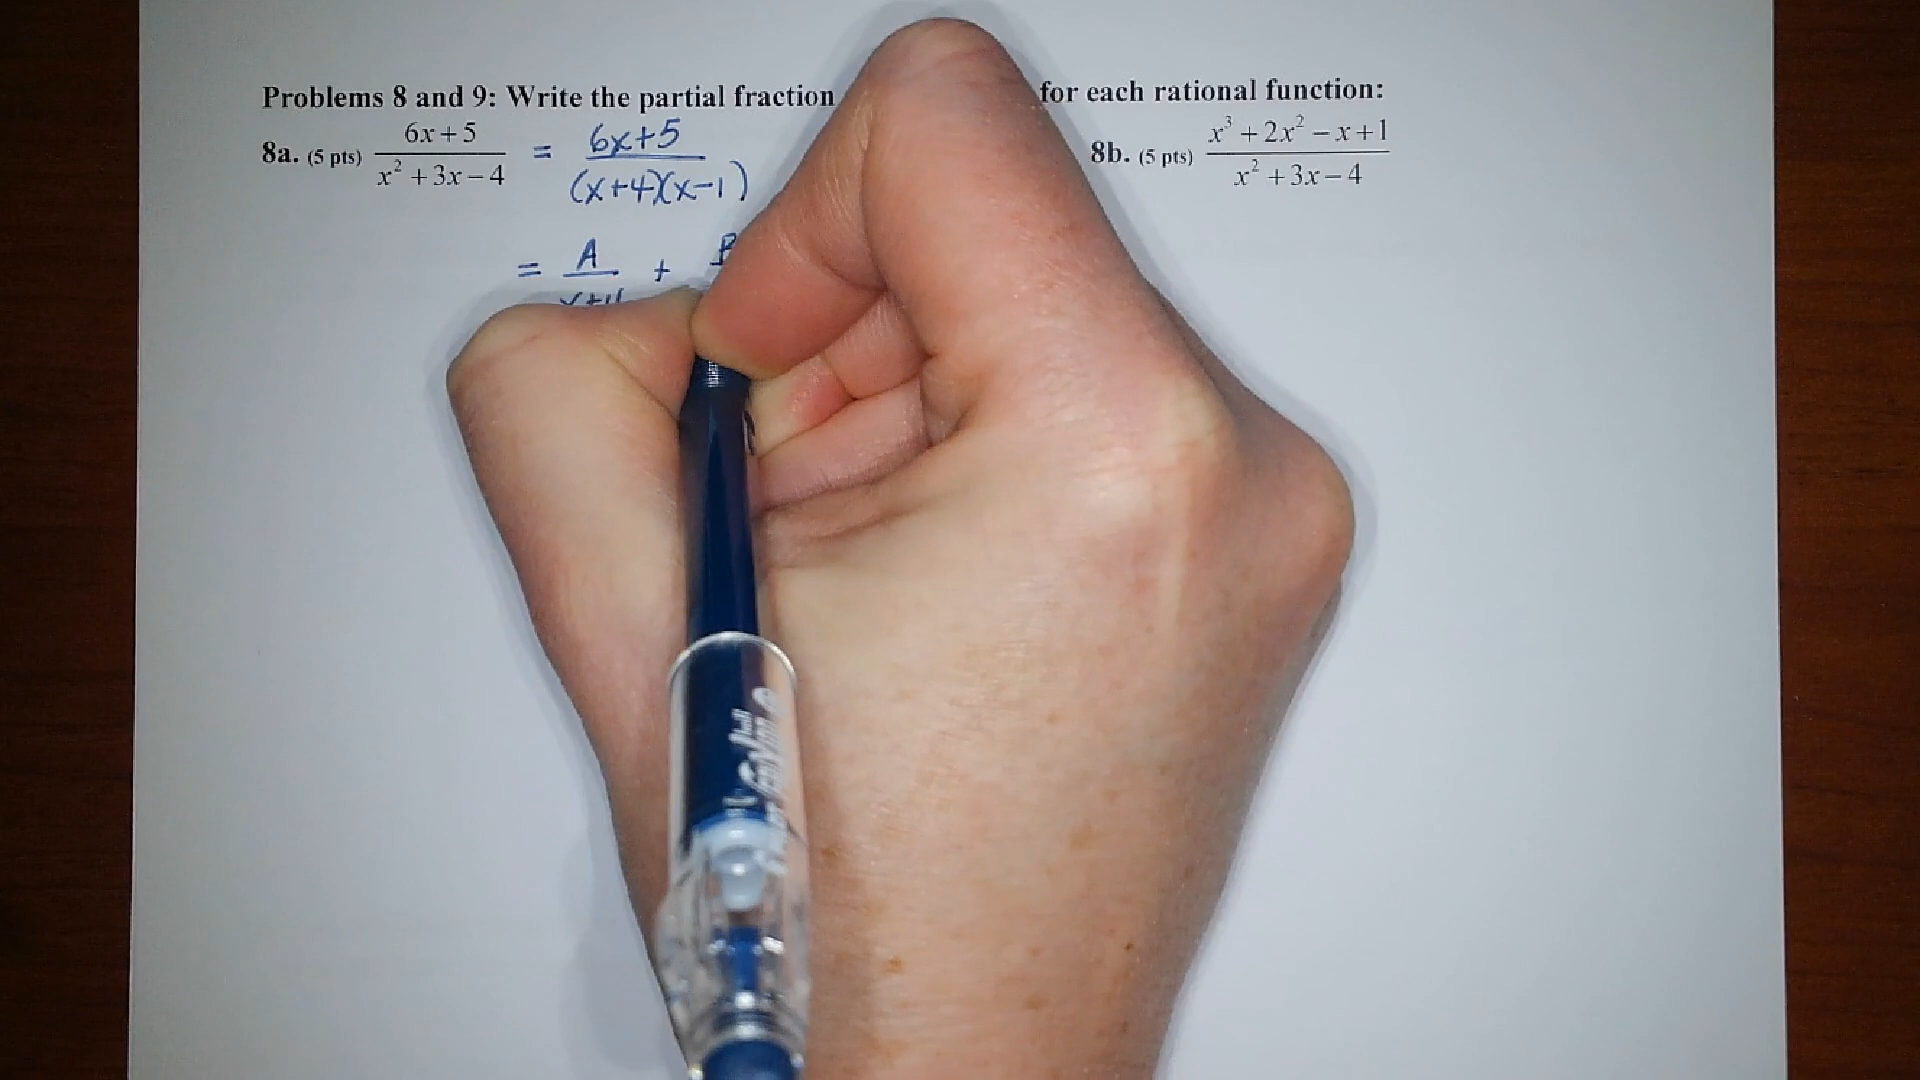 Problems 8 and 9: Write the partial fraction for each rational function:
8a. (5 pts) (6x+5)/(x²+3x−4) = (6x+5)/((x+4)(x−1))
= A/(x+4) + B
8b. (5 pts) (x³+2x²−x+1)/(x²+3x−4)